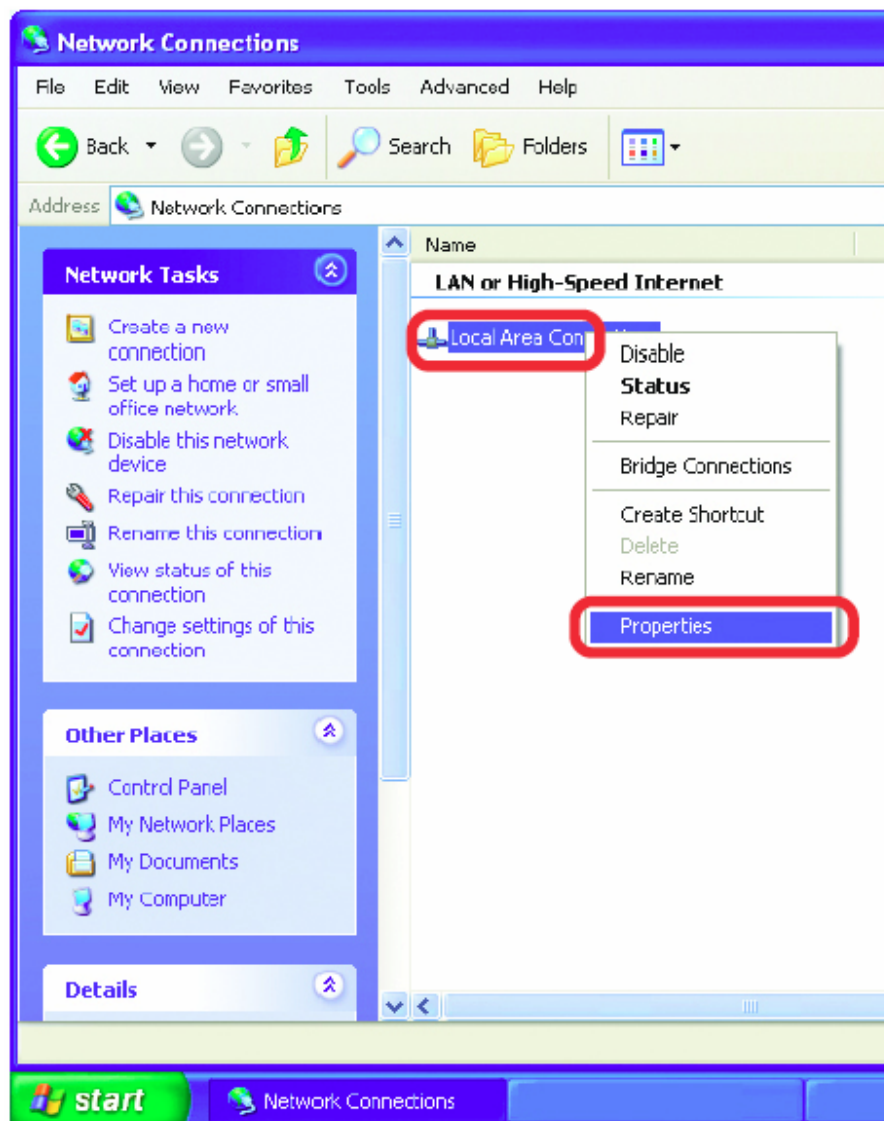 Network Connections
File Edit View Favorites Tools Advanced Help
Back Search Folders
Address Network Connections
Network Tasks
Create a new
connection
Set up a home or small
office network
Disable this network
device
Repair this connection
Rename this connection
View status of this
connection
Change settings of this
connection
Other Places
Control Panel
My Network Places
My Documents
My Computer
Details
Name
LAN or High-Speed Internet
Local Area Con
Disable
Status
Repair
Bridge Connections
Create Shortcut
Delete
Rename
Properties
start
Network Connections